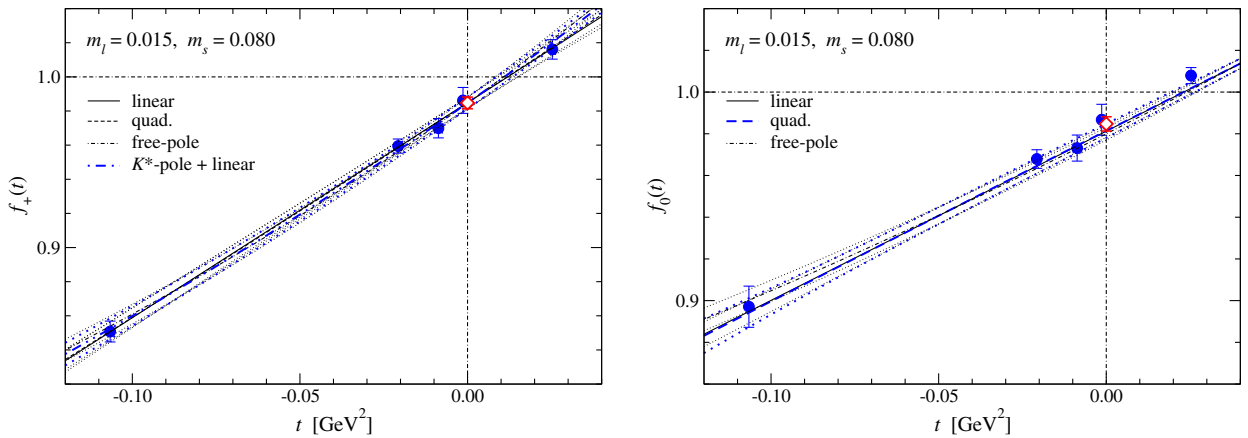 m_l = 0.015, m_s = 0.080
linear
quad.
free-pole
K*-pole + linear
1.0
0.9
f_+(t)
-0.10
-0.05
0.00
t [GeV^2]
m_l = 0.015, m_s = 0.080
linear
quad.
free-pole
1.0
0.9
f_0(t)
-0.10
-0.05
0.00
t [GeV^2]